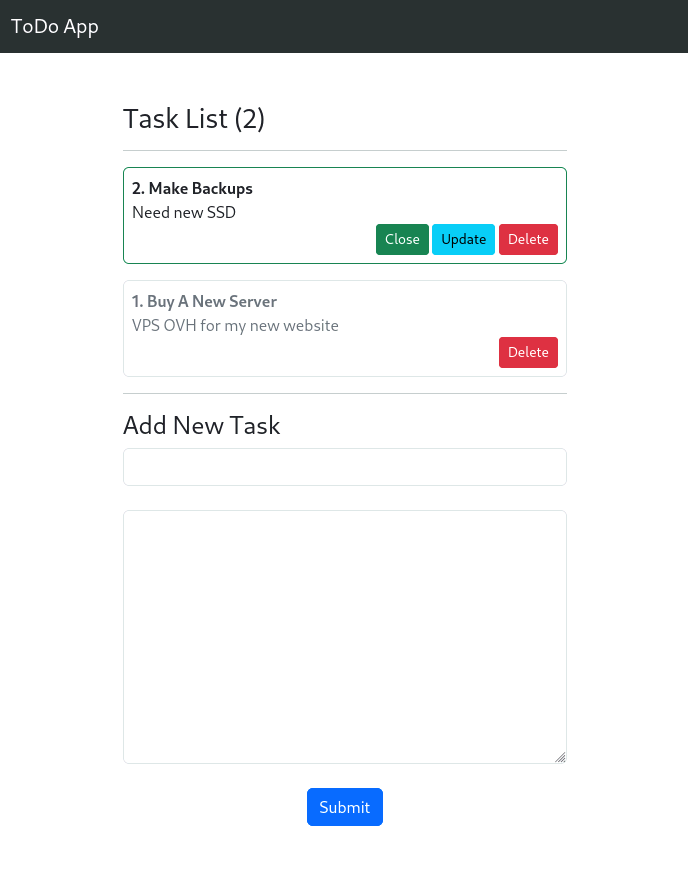 ToDo App
Task List (2)
2. Make Backups
Need new SSD
Close Update Delete
1. Buy A New Server
VPS OVH for my new website
Delete
Add New Task
Submit